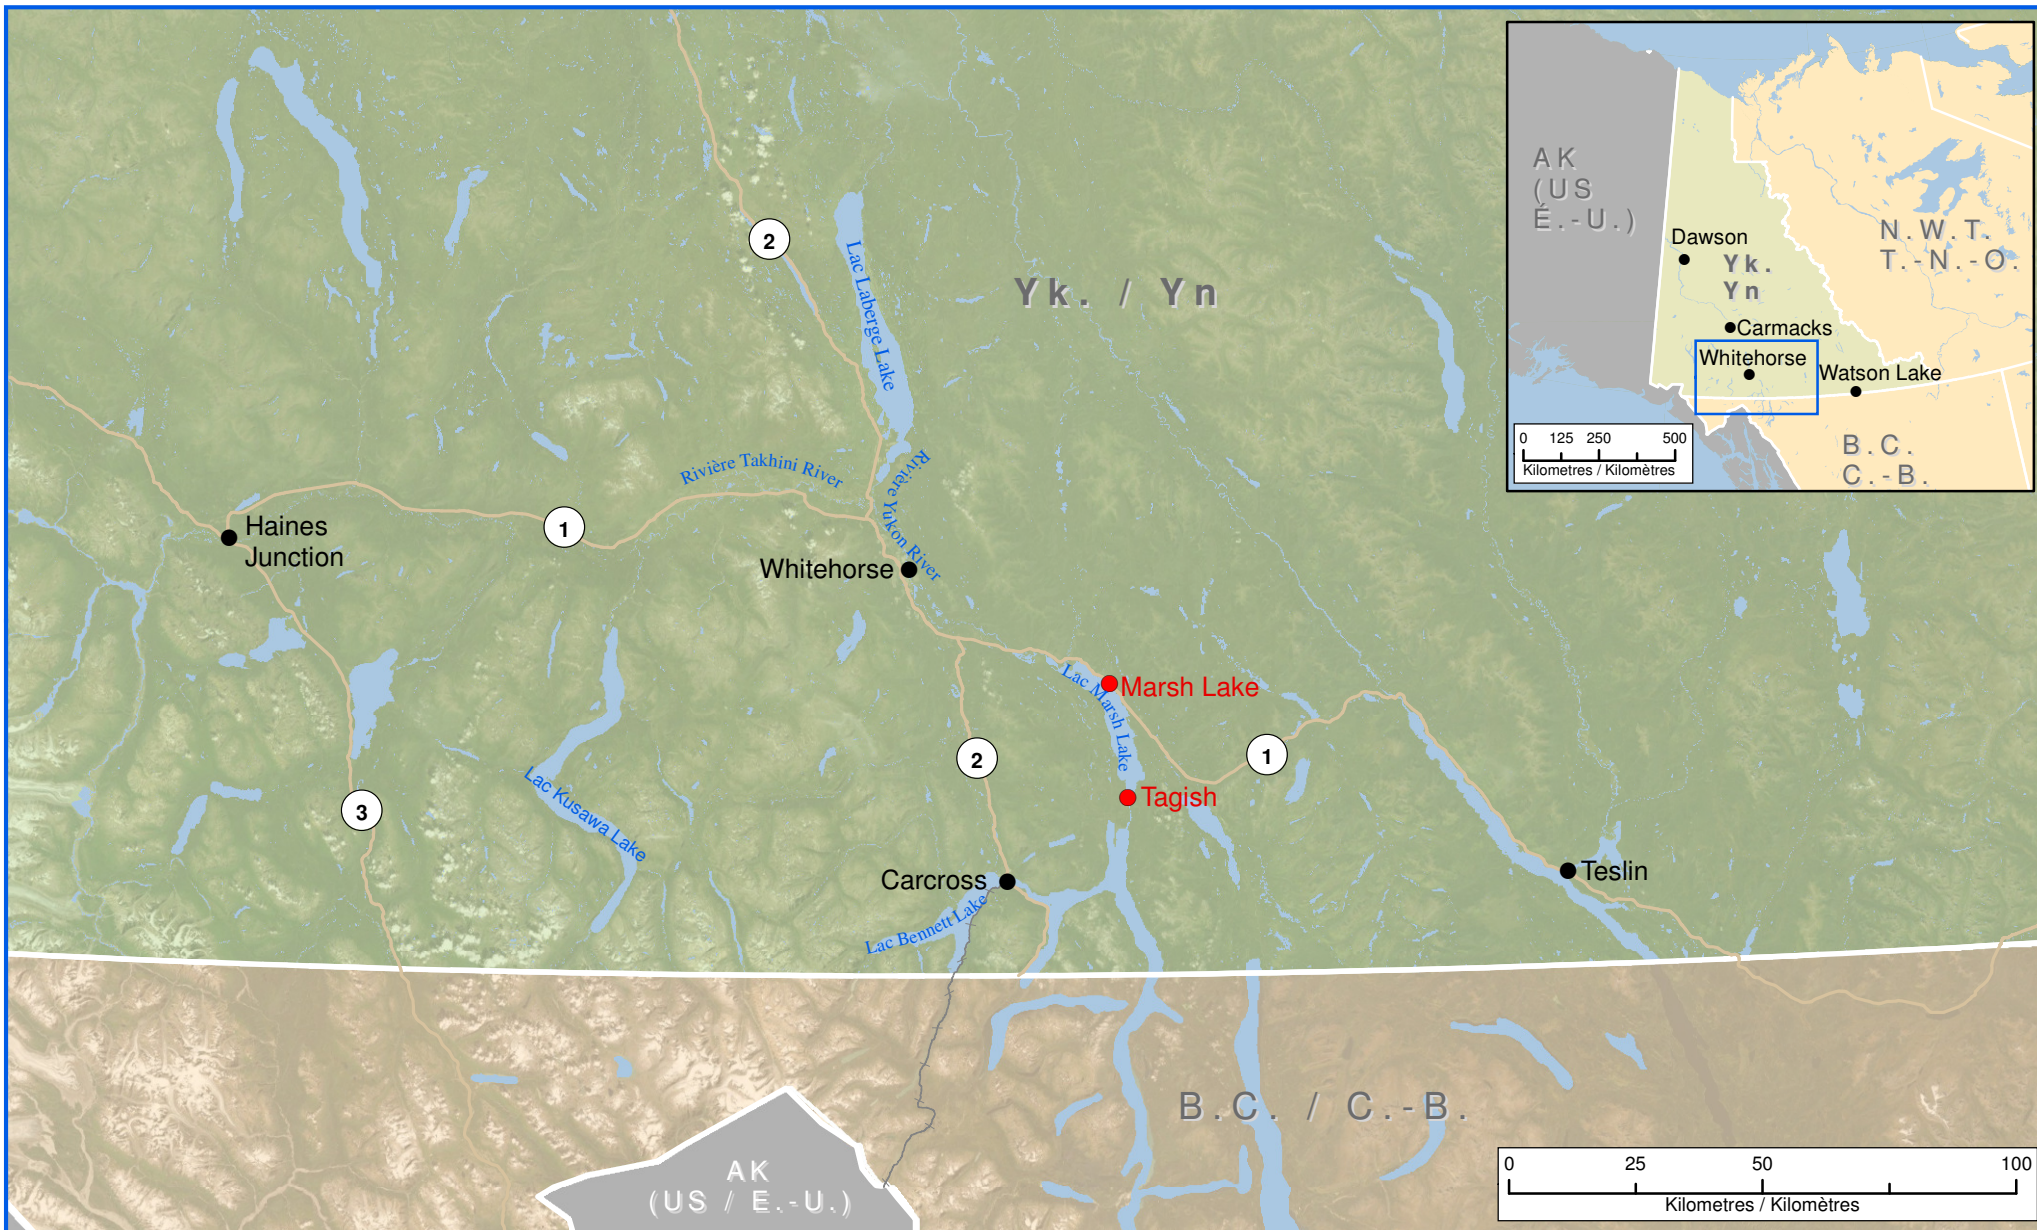 2
Lac Laberge Lake
Yk. / Yn
Rivière Takhini River
Rivière Yukon River
1
Haines
Junction
Whitehorse
Lac Marsh Lake
Marsh Lake
2
1
Tagish
Lac Kusawa Lake
3
Carcross
Teslin
Lac Bennett Lake
B.C. / C.-B.
AK
(US / E.-U.)
0 25 50 100
Kilometres / Kilomètres
AK
(US
É.-U.)
N.W.T.
T.-N.-O.
Dawson
Yk.
Yn
Carmacks
Whitehorse
Watson Lake
B.C.
C.-B.
0 125 250 500
Kilometres / Kilomètres